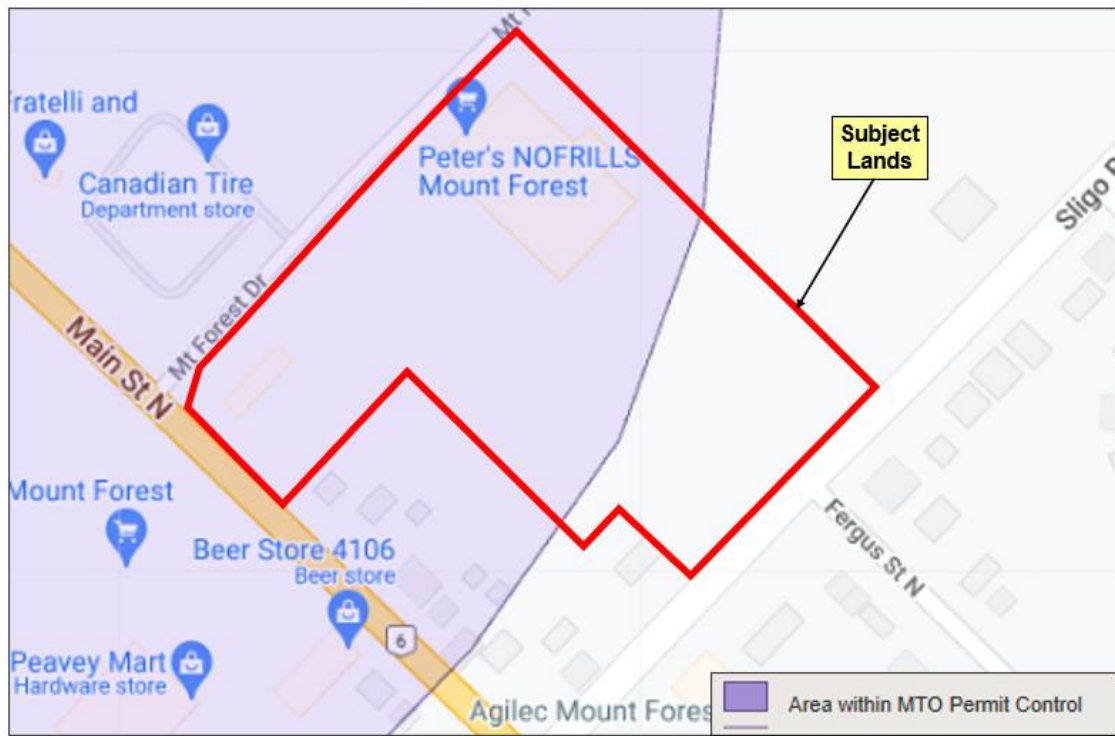 Mt
Fratelli and
Canadian Tire
Department store
Peter's NOFRILLS
Mount Forest
Subject
Lands
Sligo
Mt Forest Dr
Main St N
Mount Forest
Beer Store 4106
Beer store
Fergus St N
6
Peavey Mart
Hardware store
Agilec Mount Fores
Area within MTO Permit Control